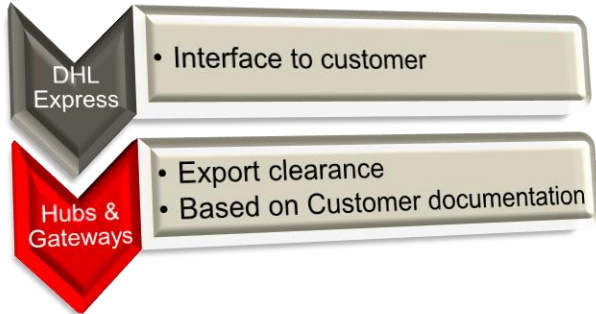 DHL
Express
• Interface to customer
Hubs &
Gateways
• Export clearance
• Based on Customer documentation